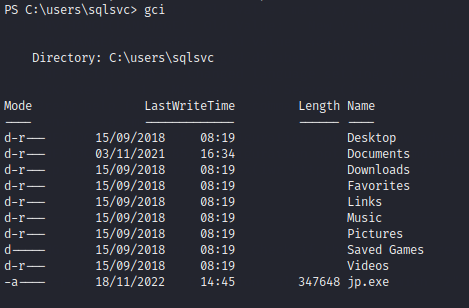 PS C:\users\sqlsvc> gci
Directory: C:\users\sqlsvc
Mode LastWriteTime Length Name
---- ------------- ------ ----
d-r--- 15/09/2018 08:19 Desktop
d-r--- 03/11/2021 16:34 Documents
d-r--- 15/09/2018 08:19 Downloads
d-r--- 15/09/2018 08:19 Favorites
d-r--- 15/09/2018 08:19 Links
d-r--- 15/09/2018 08:19 Music
d-r--- 15/09/2018 08:19 Pictures
d----- 15/09/2018 08:19 Saved Games
d-r--- 15/09/2018 08:19 Videos
-a---- 18/11/2022 14:45 347648 jp.exe